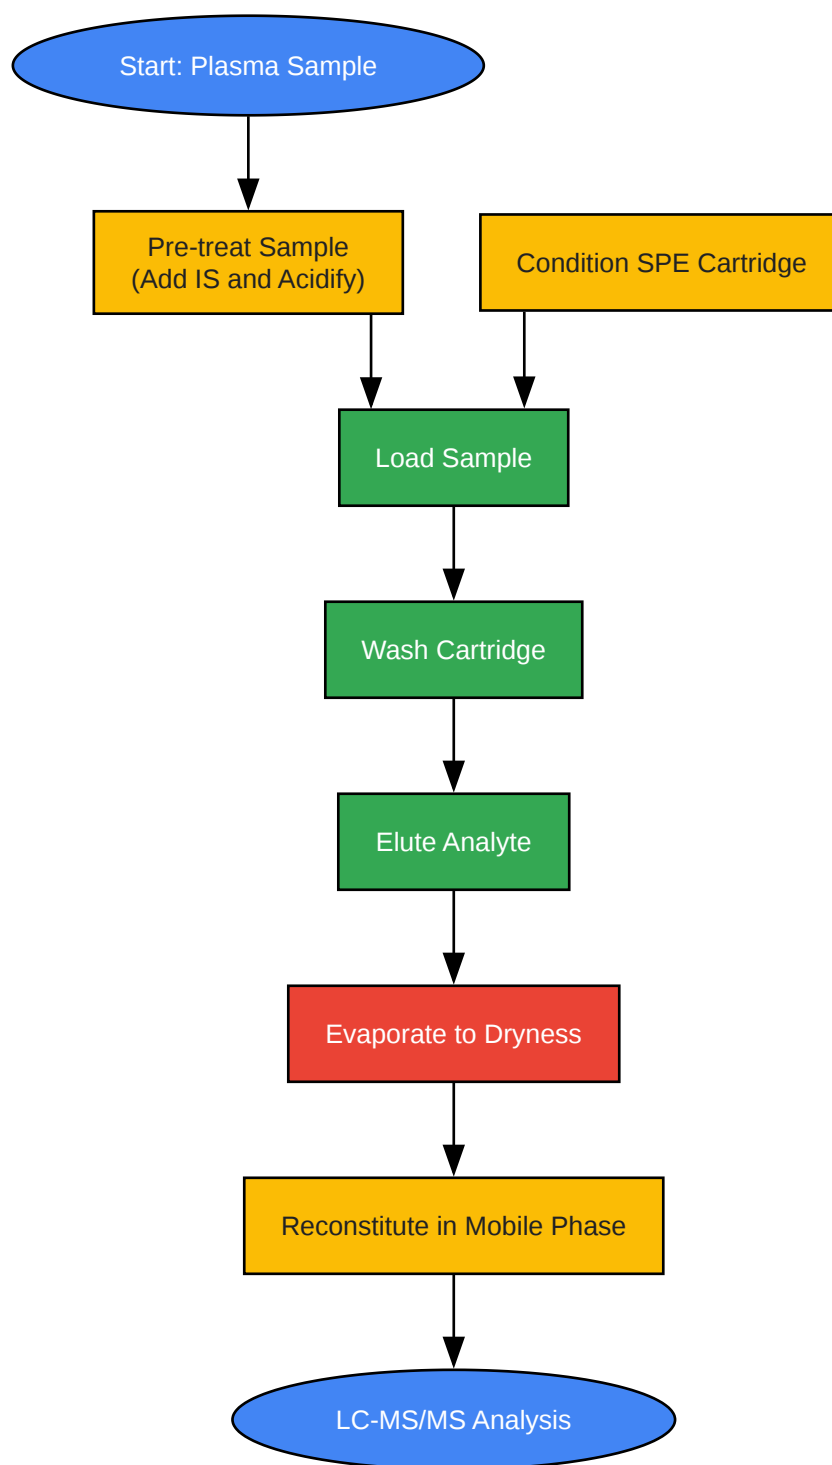 Start: Plasma Sample
Pre-treat Sample
(Add IS and Acidify)
Condition SPE Cartridge
Load Sample
Wash Cartridge
Elute Analyte
Evaporate to Dryness
Reconstitute in Mobile Phase
LC-MS/MS Analysis